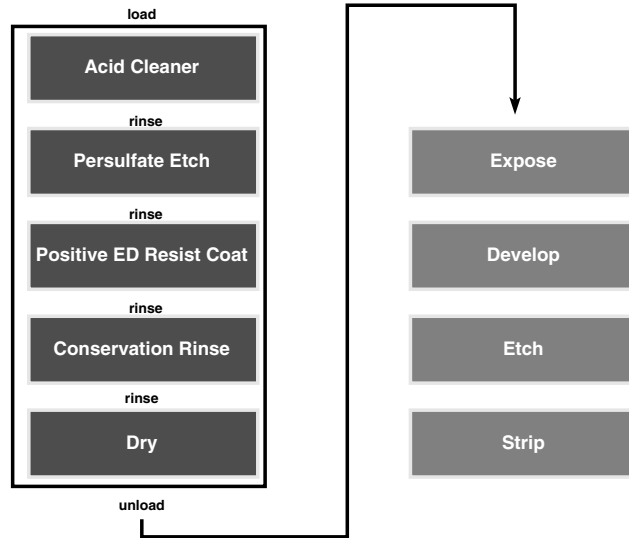 load
Acid Cleaner
rinse
Persulfate Etch
rinse
Positive ED Resist Coat
rinse
Conservation Rinse
rinse
Dry
unload
Expose
Develop
Etch
Strip